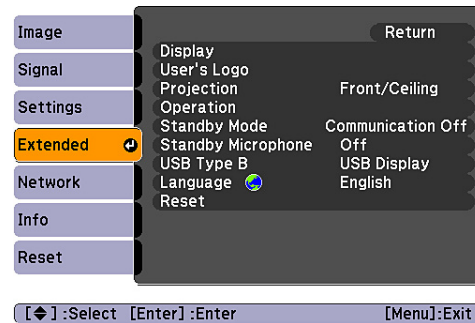 Image
Signal
Settings
Extended
Network
Info
Reset
Return
Display
User's Logo
Projection Front/Ceiling
Operation
Standby Mode Communication Off
Standby Microphone Off
USB Type B USB Display
Language English
Reset
[ ] :Select [Enter] :Enter [Menu]:Exit